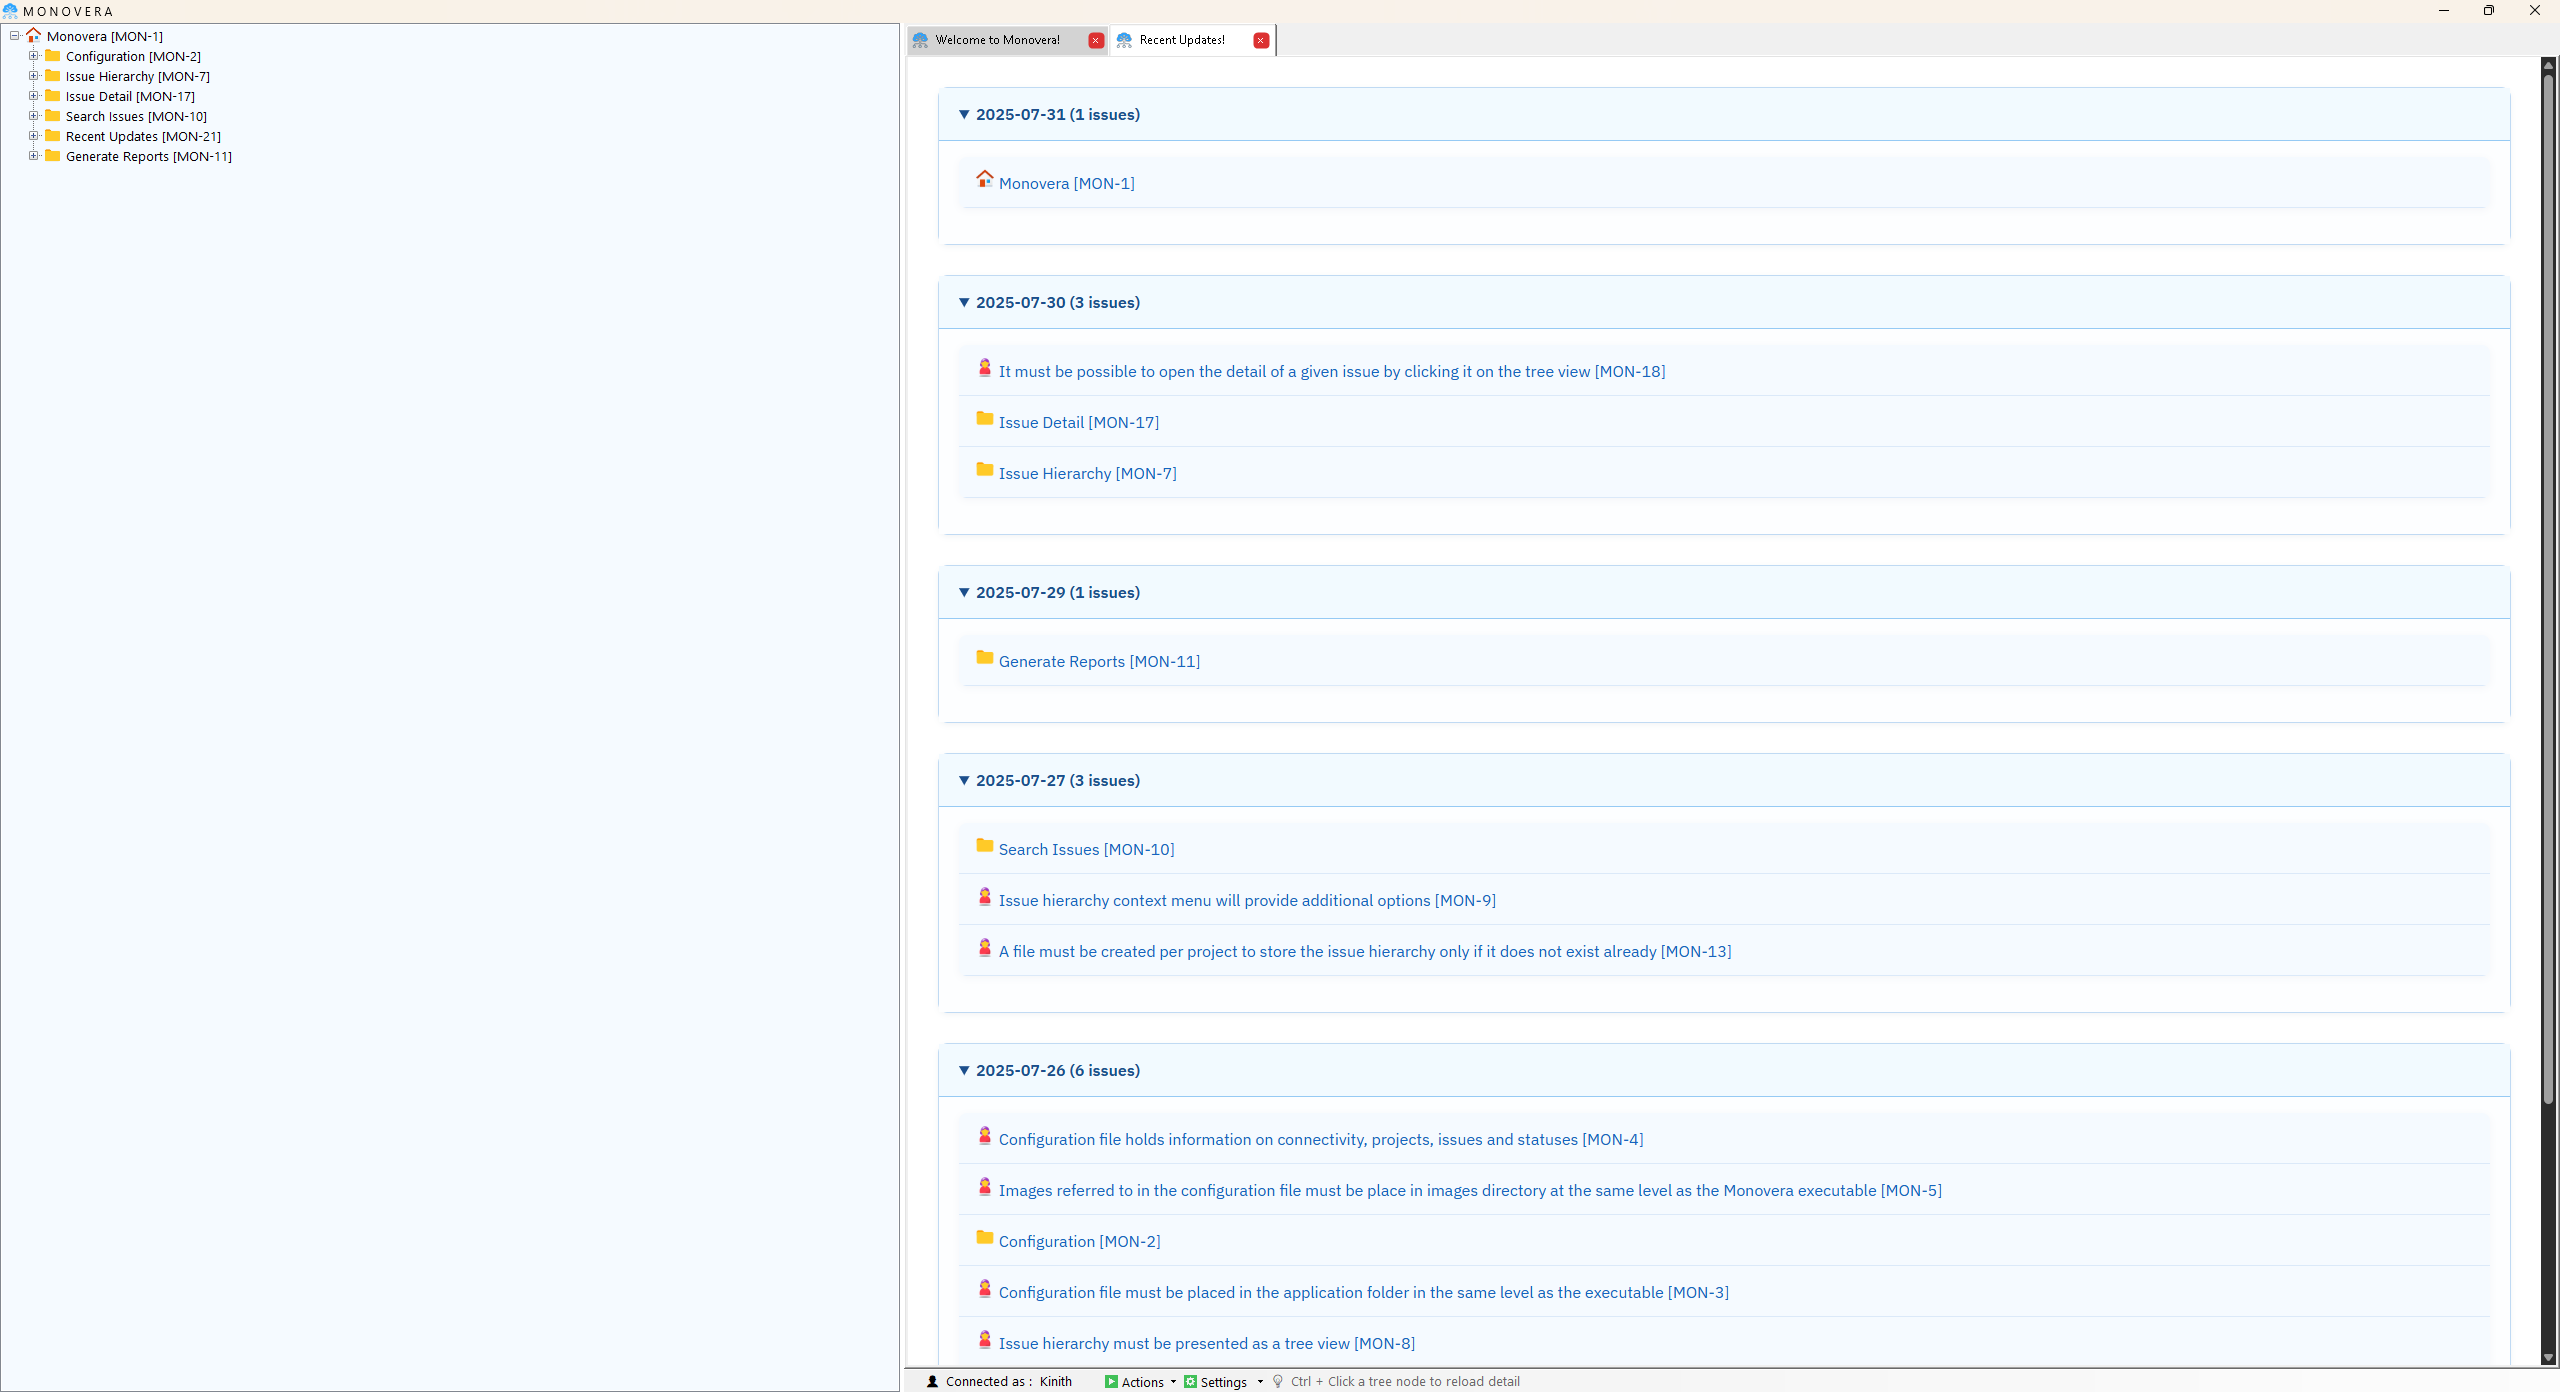 MONOVERA
Monovera [MON-1]
Configuration [MON-2]
Issue Hierarchy [MON-7]
Issue Detail [MON-17]
Search Issues [MON-10]
Recent Updates [MON-21]
Generate Reports [MON-11]
Welcome to Monovera!
Recent Updates!
2025-07-31 (1 issues)
Monovera [MON-1]
2025-07-30 (3 issues)
It must be possible to open the detail of a given issue by clicking it on the tree view [MON-18]
Issue Detail [MON-17]
Issue Hierarchy [MON-7]
2025-07-29 (1 issues)
Generate Reports [MON-11]
2025-07-27 (3 issues)
Search Issues [MON-10]
Issue hierarchy context menu will provide additional options [MON-9]
A file must be created per project to store the issue hierarchy only if it does not exist already [MON-13]
2025-07-26 (6 issues)
Configuration file holds information on connectivity, projects, issues and statuses [MON-4]
Images referred to in the configuration file must be place in images directory at the same level as the Monovera executable [MON-5]
Configuration [MON-2]
Configuration file must be placed in the application folder in the same level as the executable [MON-3]
Issue hierarchy must be presented as a tree view [MON-8]
Connected as : Kinith Actions Settings Ctrl + Click a tree node to reload detail